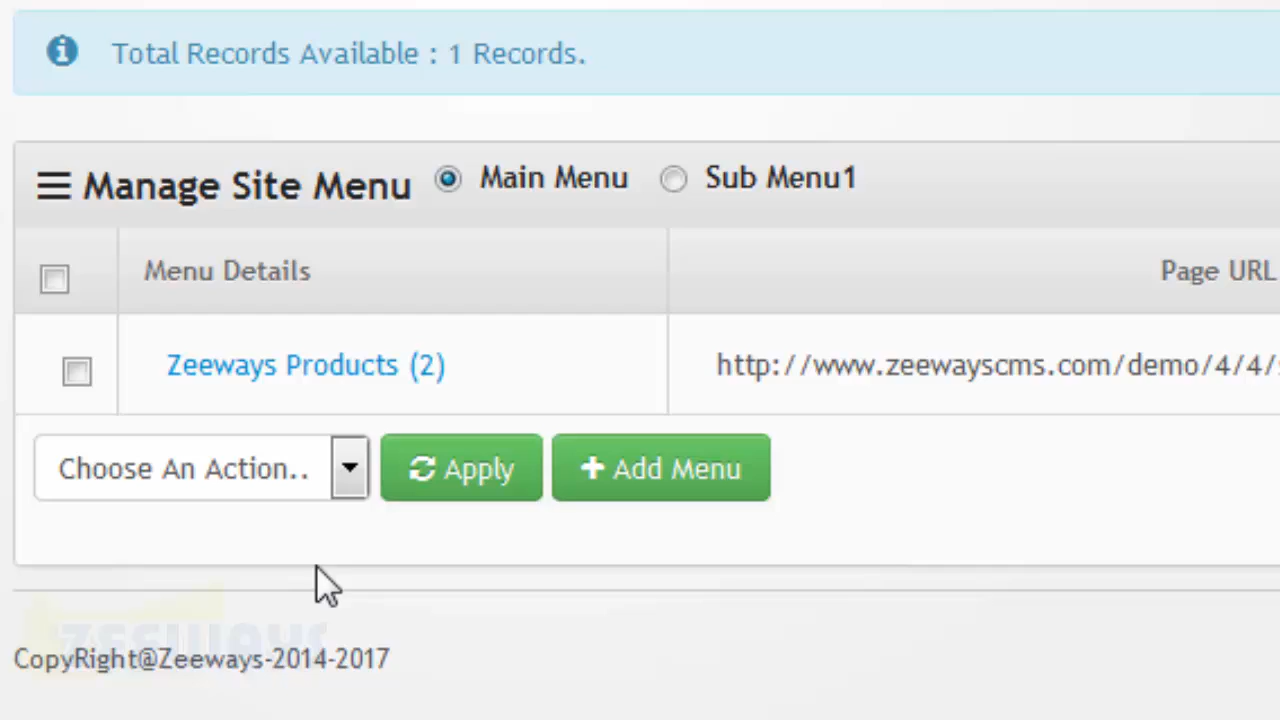 Total Records Available : 1 Records.
Manage Site Menu Main Menu Sub Menu1
Menu Details Page URL
Zeeways Products (2) http://www.zeewayscms.com/demo/4/4/
Choose An Action.. Apply Add Menu
ZEEWAYS
CopyRight@Zeeways-2014-2017